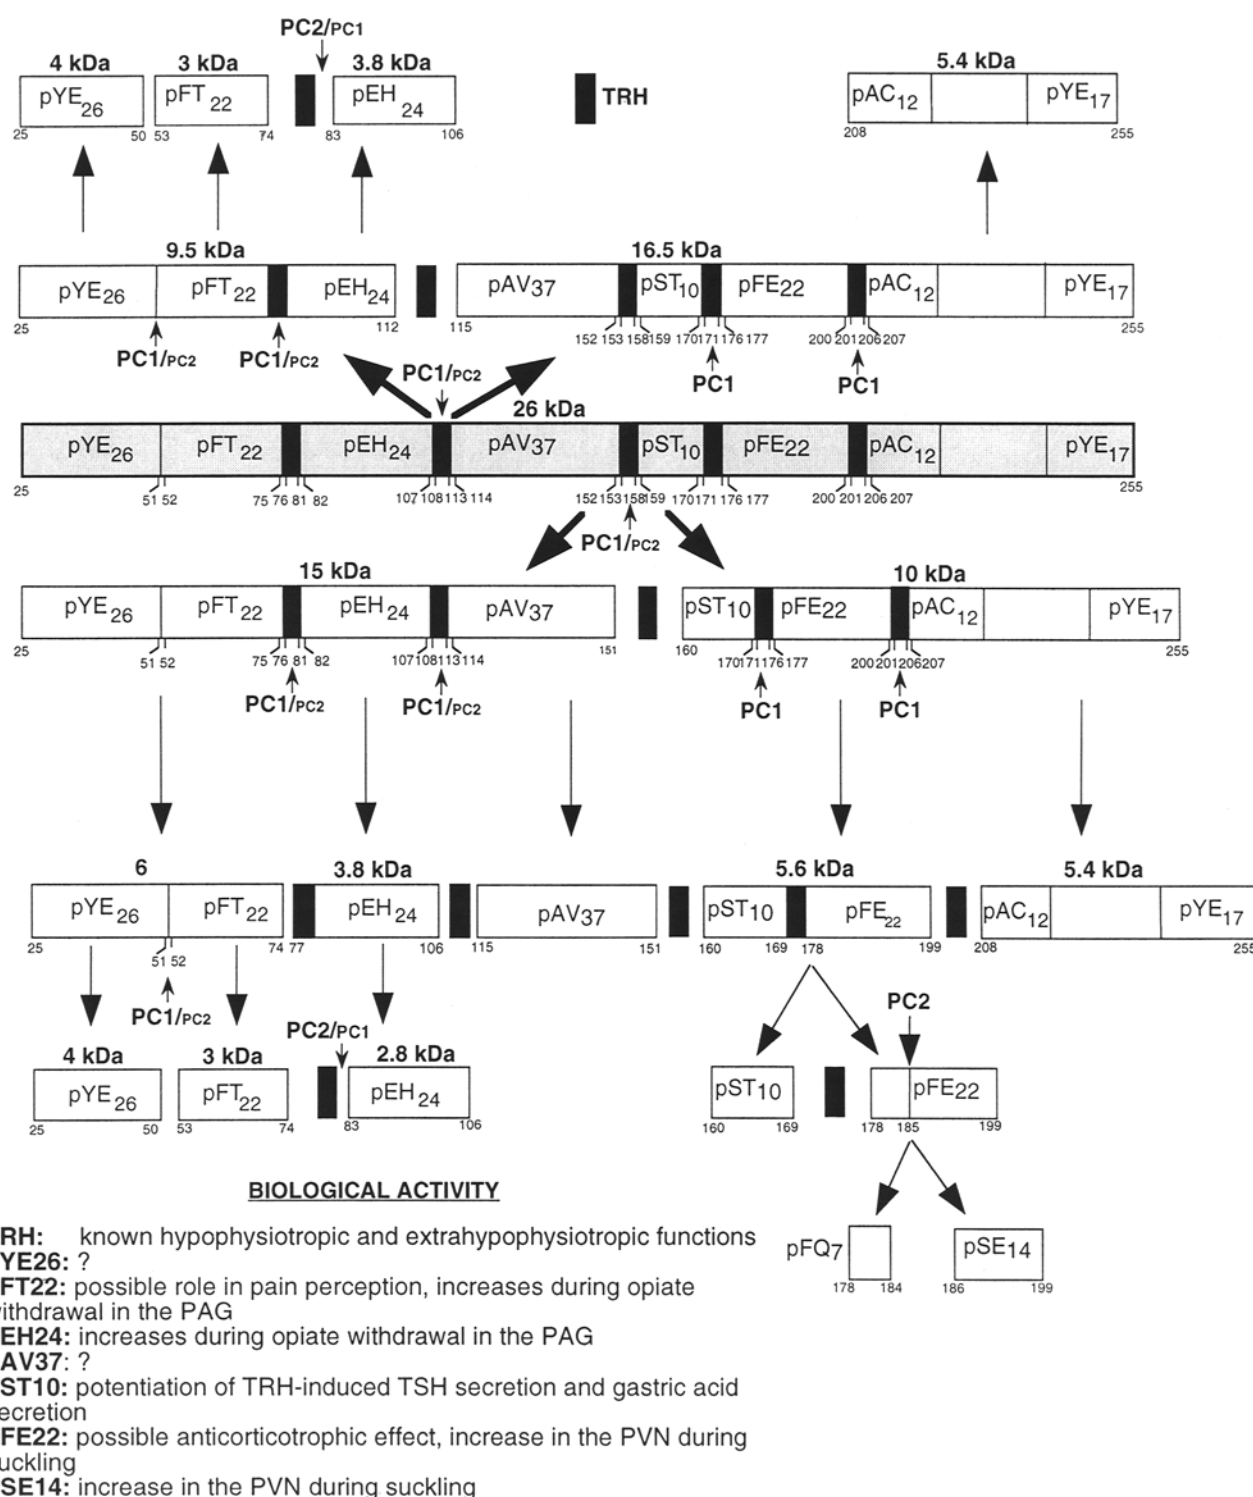 PC2/PC1
4 kDa 3 kDa 3.8 kDa 5.4 kDa
pYE26 pFT22 pEH24 TRH pAC12 pYE17
25 50 53 74 83 106 208 255
9.5 kDa 16.5 kDa
pYE26 pFT22 pEH24 pAV37 pST10 pFE22 pAC12 pYE17
25 112 115 152 153 158 159 170 171 176 177 200 201 206 207 255
PC1/PC2 PC1/PC2 PC1/PC2 PC1 PC1
26 kDa
pYE26 pFT22 pEH24 pAV37 pST10 pFE22 pAC12 pYE17
25 51 52 75 76 81 82 107 108 113 114 152 153 158 159 170 171 176 177 200 201 206 207 255
PC1/PC2
15 kDa 10 kDa
pYE26 pFT22 pEH24 pAV37 pST10 pFE22 pAC12 pYE17
25 51 52 75 76 81 82 107 108 113 114 151 160 170 171 176 177 200 201 206 207 255
PC1/PC2 PC1/PC2 PC1 PC1
6 3.8 kDa 5.6 kDa 5.4 kDa
pYE26 pFT22 pEH24 pAV37 pST10 pFE22 pAC12 pYE17
25 51 52 74 77 106 115 151 160 169 178 199 208 255
PC1/PC2 PC2/PC1 PC2
4 kDa 3 kDa 2.8 kDa
pYE26 pFT22 pEH24 pST10 pFE22
25 50 53 74 83 106 160 169 178 185 199
pFQ7 pSE14
178 184 186 199
BIOLOGICAL ACTIVITY
RH: known hypophysiotropic and extrahypophysiotropic functions
YE26: ?
FT22: possible role in pain perception, increases during opiate
ithdrawal in the PAG
EH24: increases during opiate withdrawal in the PAG
AV37: ?
ST10: potentiation of TRH-induced TSH secretion and gastric acid
ecretion
FE22: possible anticorticotrophic effect, increase in the PVN during
uckling
SE14: increase in the PVN during suckling